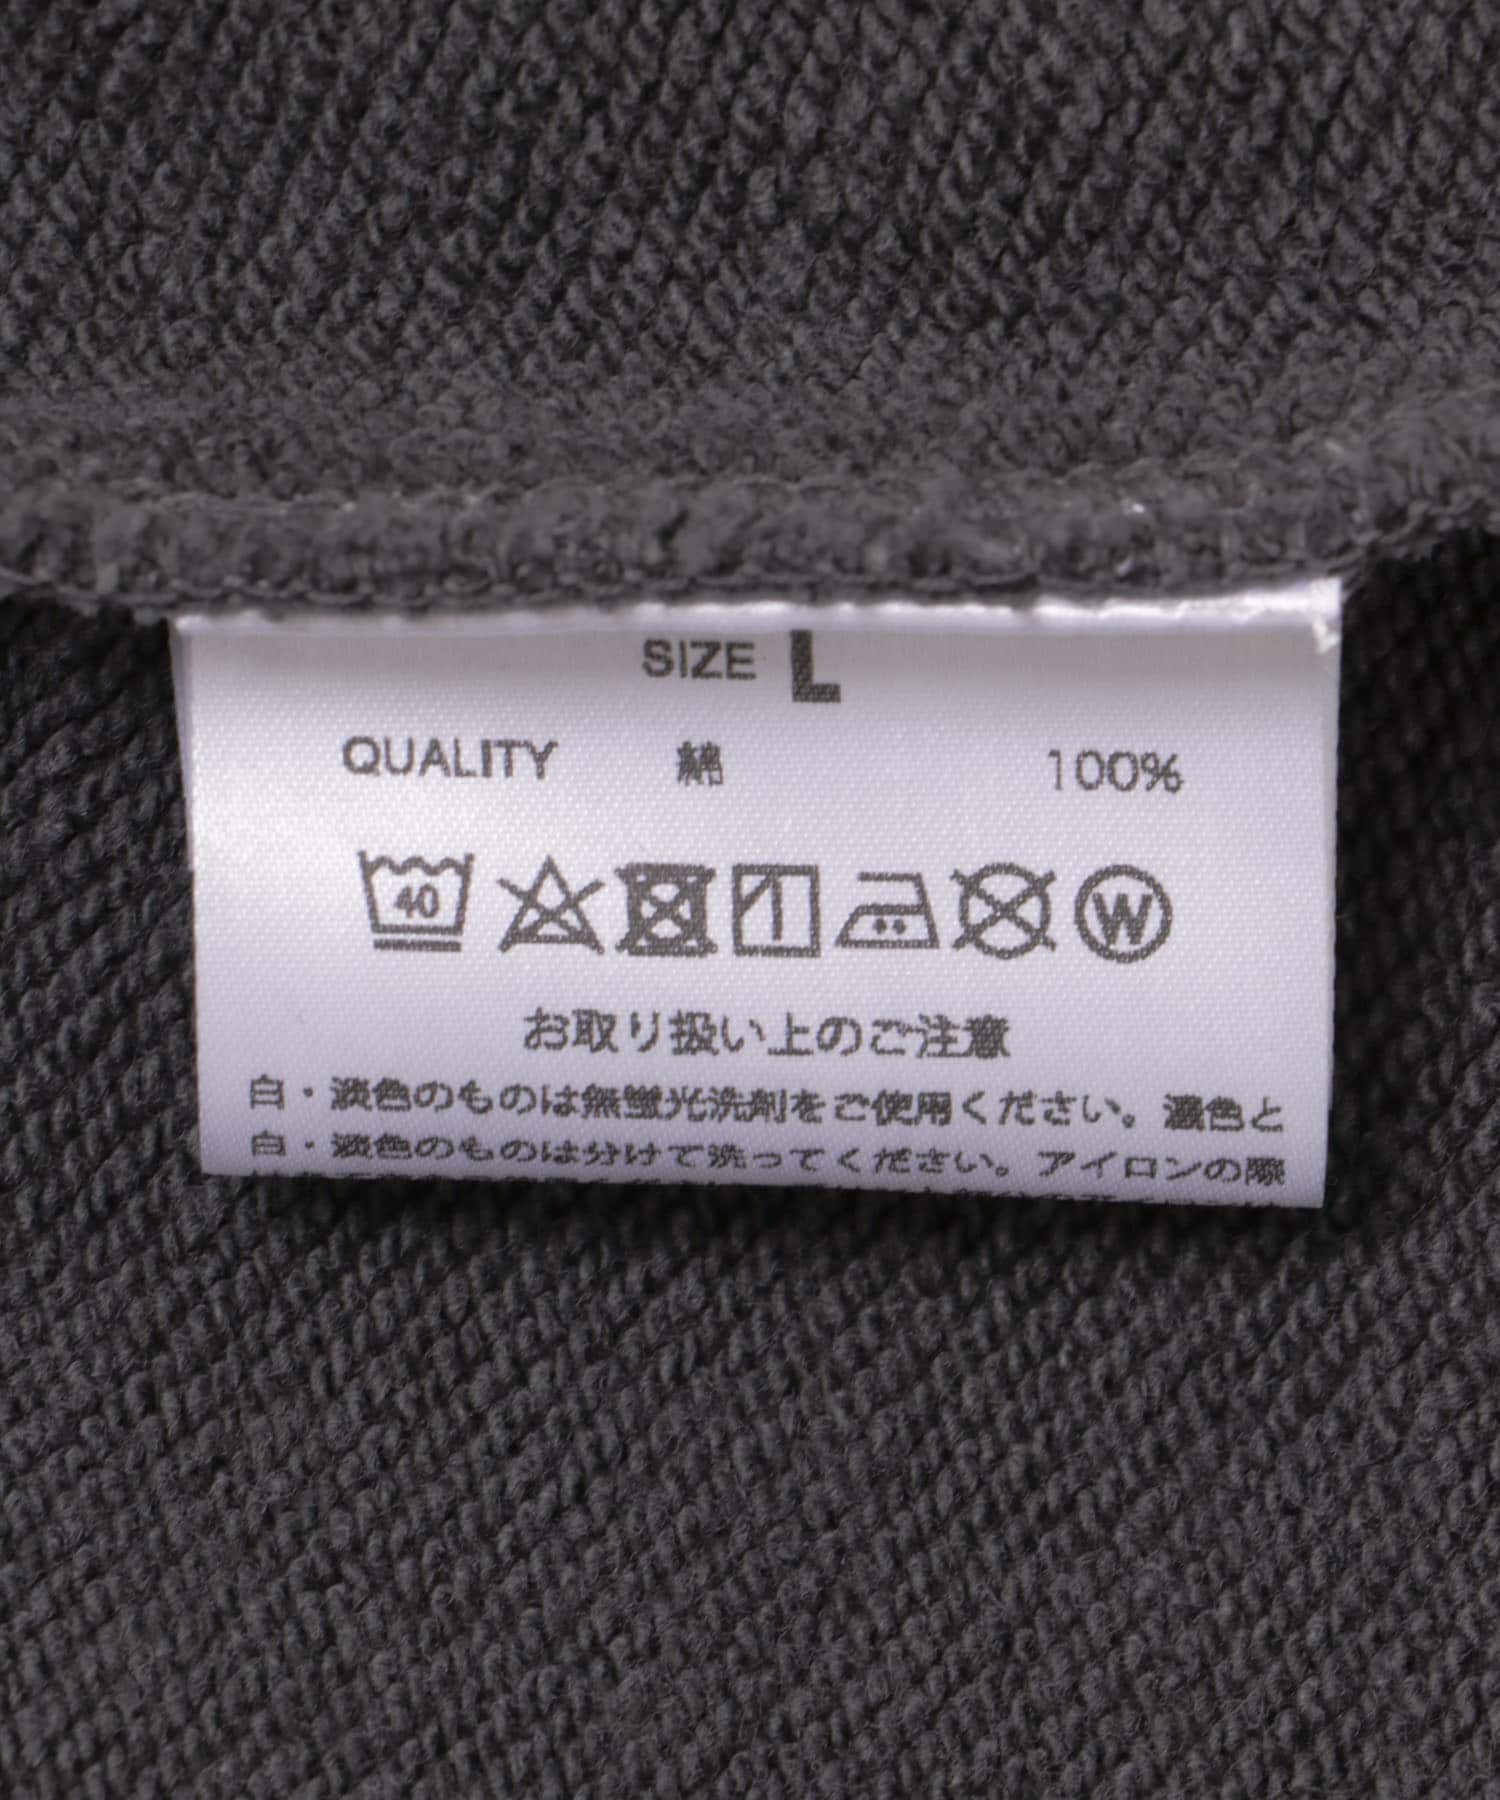 SIZE L
QUALITY 綿 100%
40 W
お取り扱い上のご注意
白・淡色のものは無蛍光洗剤をご使用ください。濃色と
白・淡色のものは分けて洗ってください。アイロンの際